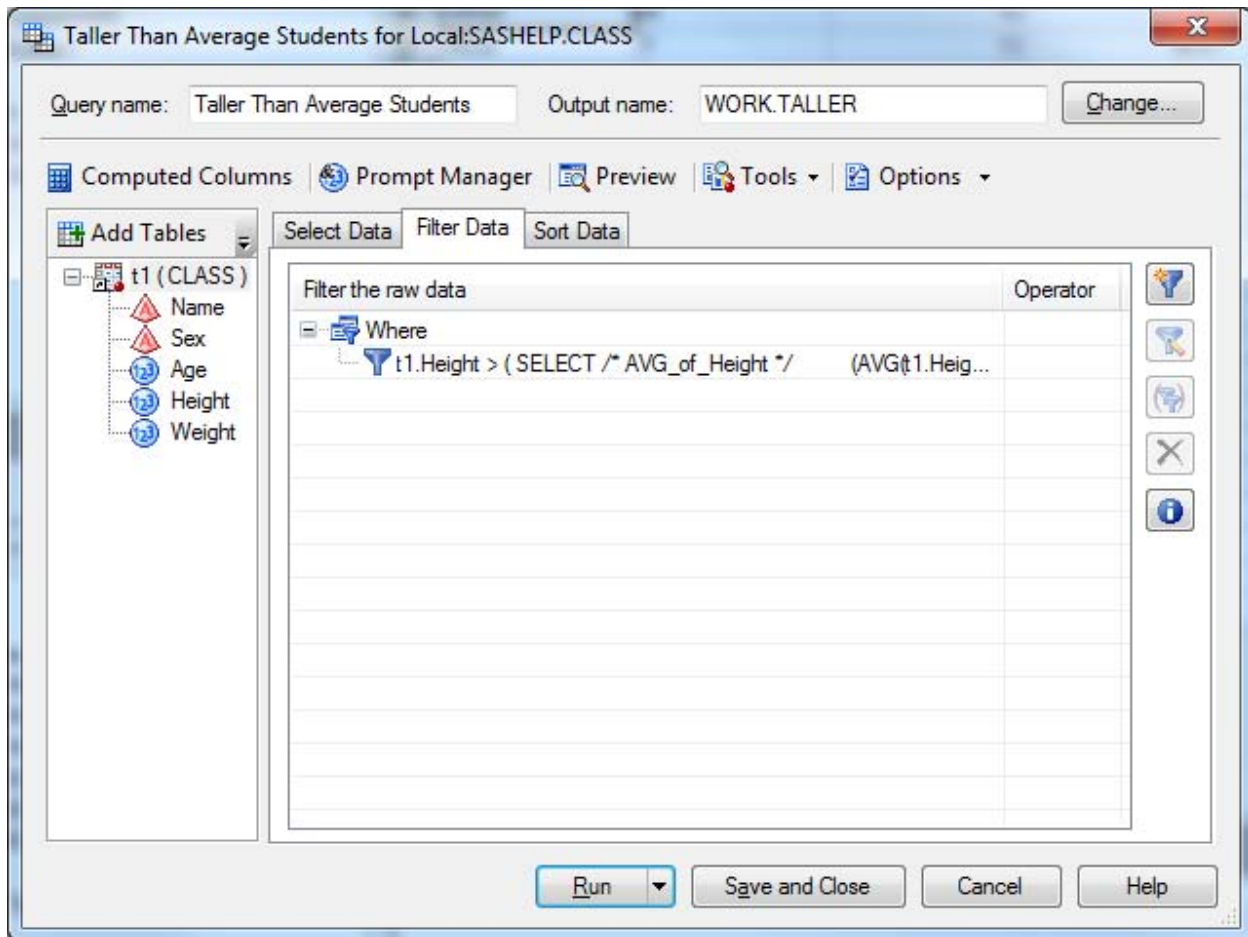 Taller Than Average Students for Local:SASHELP.CLASS
Query name: Taller Than Average Students Output name: WORK.TALLER Change...
Computed Columns Prompt Manager Preview Tools Options
Add Tables Select Data Filter Data Sort Data
t1 ( CLASS ) Filter the raw data Operator
Name
Sex Where
Age t1.Height > ( SELECT /* AVG_of_Height */ (AVG(t1.Heig...
Height
Weight
Run Save and Close Cancel Help